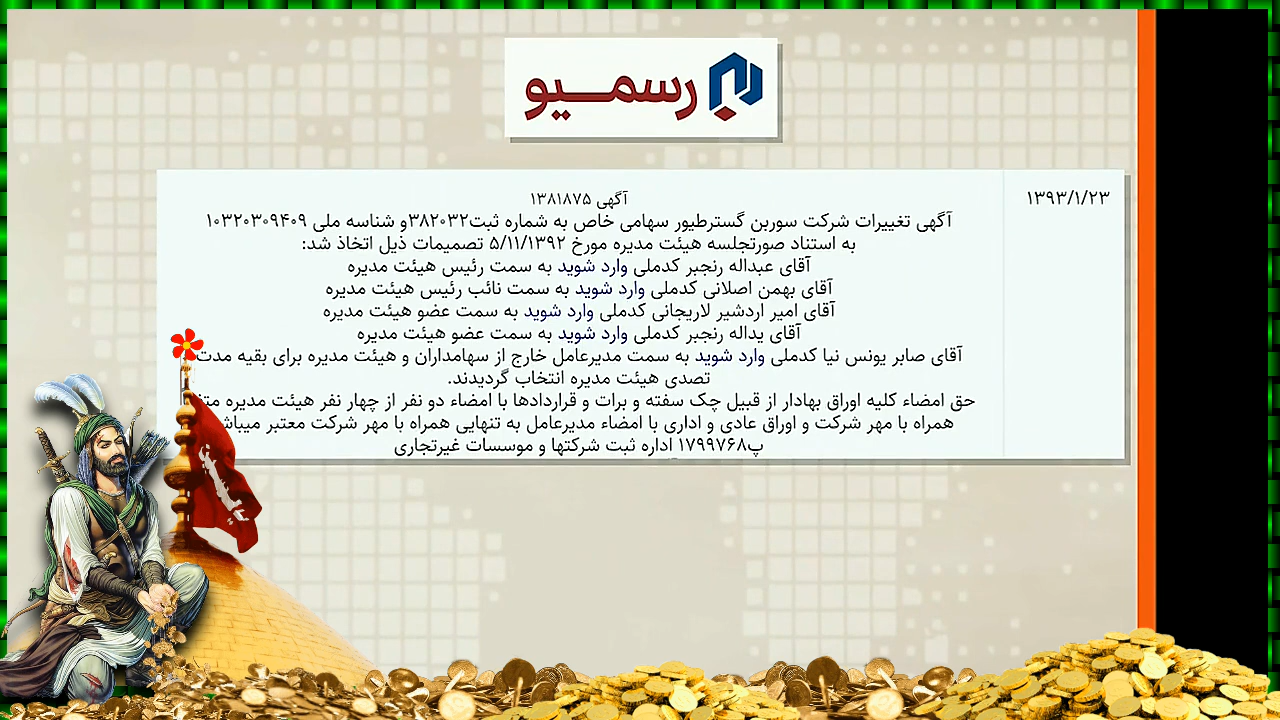 رسمیو
۱۳۹۳/۱/۲۳
آگهی ۱۳۸۱۸۷۵
آگهی تغییرات شرکت سورین گسترطیور سهامی خاص به شماره ثبت۳۸۲۰۳۲و شناسه ملی ۱۰۳۲۰۳۰۹۴۰۹
به استناد صورتجلسه هیئت مدیره مورخ ۵/۱۱/۱۳۹۲ تصمیمات ذیل اتخاذ شد:
آقای عبداله رنجبر کدملی وارد شوید به سمت رئیس هیئت مدیره
آقای بهمن اصلانی کدملی وارد شوید به سمت نائب رئیس هیئت مدیره
آقای امیر اردشیر لاریجانی کدملی وارد شوید به سمت عضو هیئت مدیره
آقای یداله رنجبر کدملی وارد شوید به سمت عضو هیئت مدیره
آقای صابر یونس نیا کدملی وارد شوید به سمت مدیرعامل خارج از سهامداران و هیئت مدیره برای بقیه مدت
تصدی هیئت مدیره انتخاب گردیدند.
حق امضاء کلیه اوراق بهادار از قبیل چک سفته و برات و قراردادها با امضاء دو نفر از چهار نفر هیئت مدیره
همراه با مهر شرکت و اوراق عادی و اداری با امضاء مدیرعامل به تنهایی همراه با مهر شرکت معتبر
پ۱۷۹۹۷۶۸ اداره ثبت شرکتها و موسسات غیرتجاری